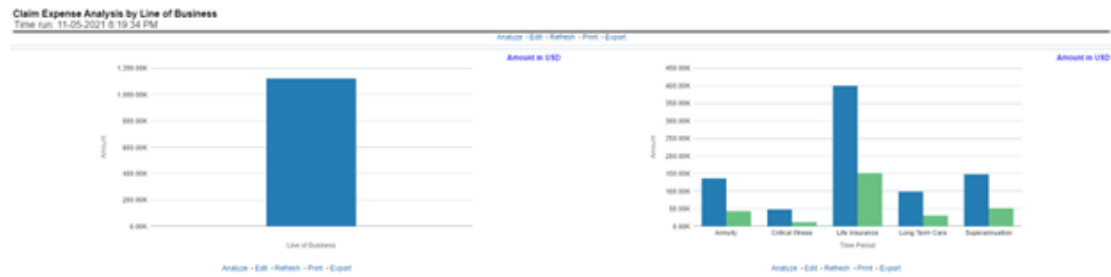 Claim Expense Analysis by Line of Business
Time run: 11-05-2021 8:19:34 PM
Analyze - Edit - Refresh - Print - Export
Amount in USD
1,200.00K
1,000.00K
800.00K
600.00K
400.00K
200.00K
0.00K
Amount
Line of Business
Analyze - Edit - Refresh - Print - Export
Amount in USD
450.00K
400.00K
350.00K
300.00K
250.00K
200.00K
150.00K
100.00K
50.00K
0.00K
Amount
Annuity
Critical Illness
Life Insurance
Long Term Care
Superannuation
Time Period
Analyze - Edit - Refresh - Print - Export